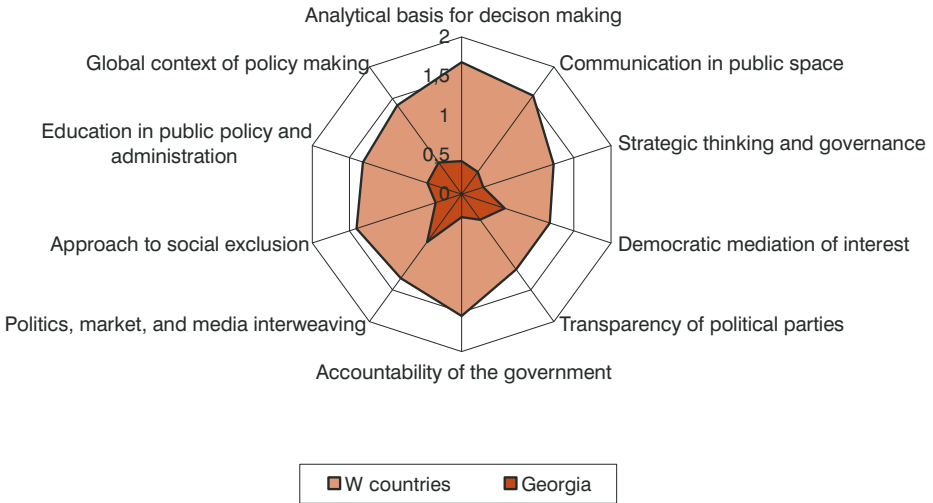 Analytical basis for decison making
2
Global context of policy making
Communication in public space
1,5
1
Education in public policy and
administration
Strategic thinking and governance
0,5
0
Approach to social exclusion
Democratic mediation of interest
Politics, market, and media interweaving
Transparency of political parties
Accountability of the government
W countries
Georgia